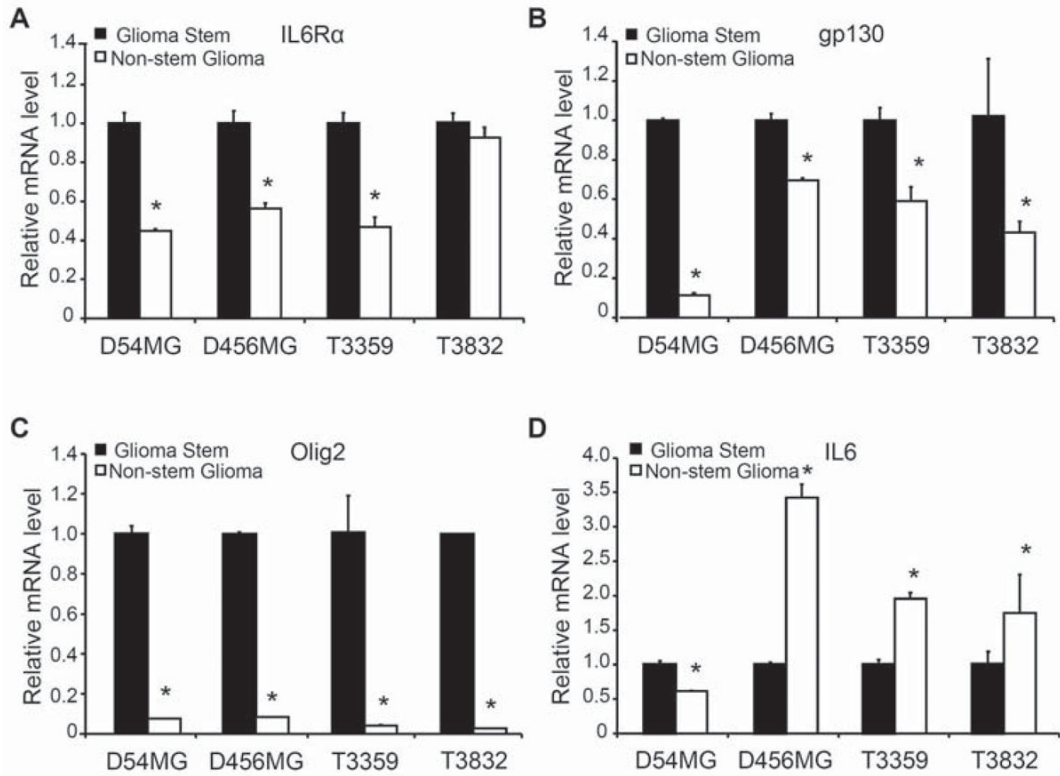 A
Glioma Stem
Non-stem Glioma
IL6Rα
Relative mRNA level
1.4
1.2
1.0
0.8
0.6
0.4
0.2
0
*
*
*
D54MG D456MG T3359 T3832
B
Glioma Stem
Non-stem Glioma
gp130
Relative mRNA level
1.4
1.2
1.0
0.8
0.6
0.4
0.2
0
*
*
*
*
D54MG D456MG T3359 T3832
C
Glioma Stem
Non-stem Glioma
Olig2
Relative mRNA level
1.4
1.2
1.0
0.8
0.6
0.4
0.2
0
*
*
*
*
D54MG D456MG T3359 T3832
D
Glioma Stem
Non-stem Glioma
IL6
Relative mRNA level
4.0
3.5
3.0
2.5
2.0
1.5
1.0
0.5
0
*
*
*
*
D54MG D456MG T3359 T3832